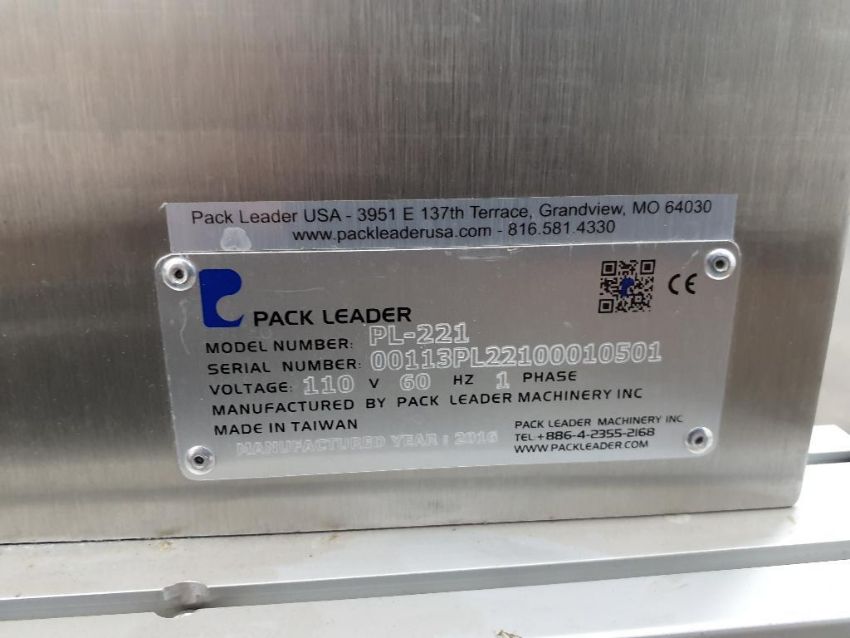 Pack Leader USA - 3951 E 137th Terrace, Grandview, MO 64030
www.packleaderusa.com - 816.581.4330
PACK LEADER
CE
MODEL NUMBER: PL-221
SERIAL NUMBER: 00113PL22100010501
VOLTAGE: 110 V 60 HZ 1 PHASE
MANUFACTURED BY PACK LEADER MACHINERY INC
MADE IN TAIWAN
MANUFACTURED YEAR : 2016
PACK LEADER MACHINERY INC
TEL +886-4-2355-2168
WWW.PACKLEADER.COM